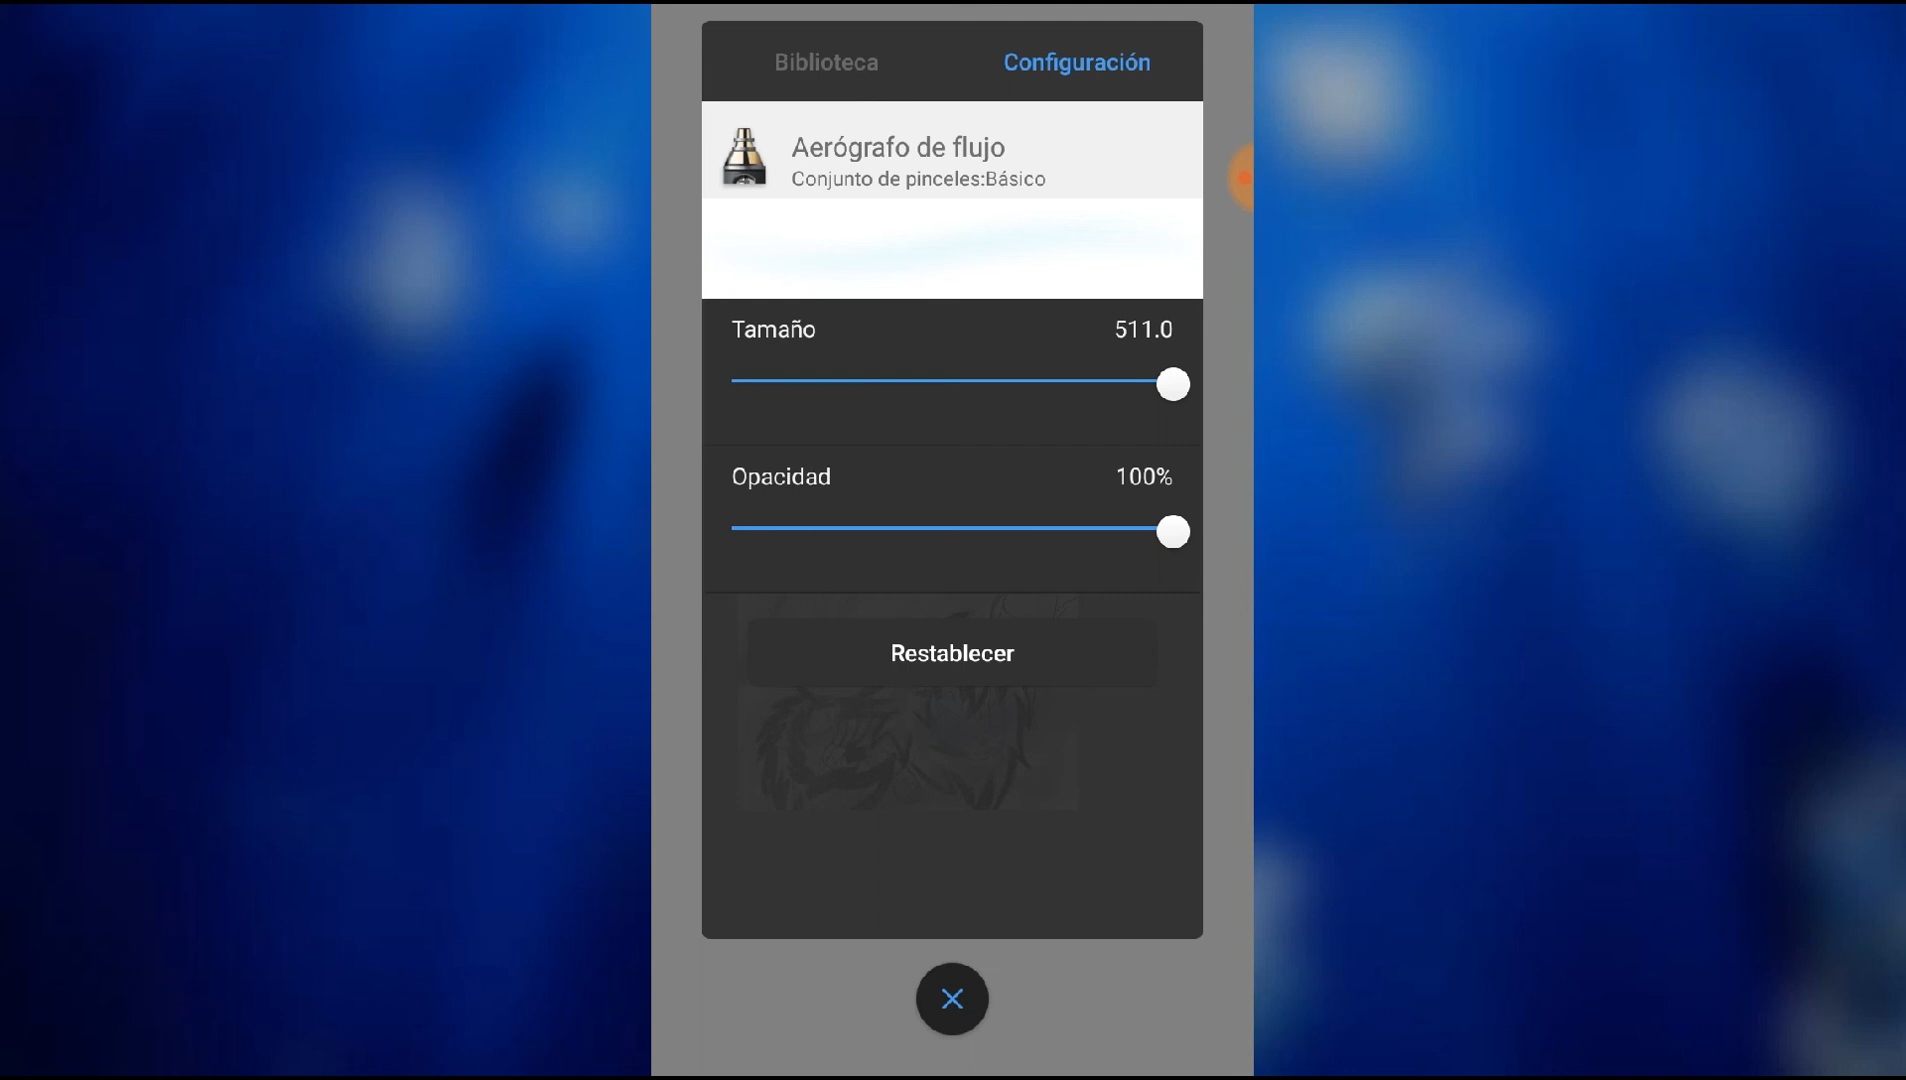 Biblioteca
Configuración
Aerógrafo de flujo
Conjunto de pinceles:Básico
Tamaño
511.0
Opacidad
100%
Restablecer